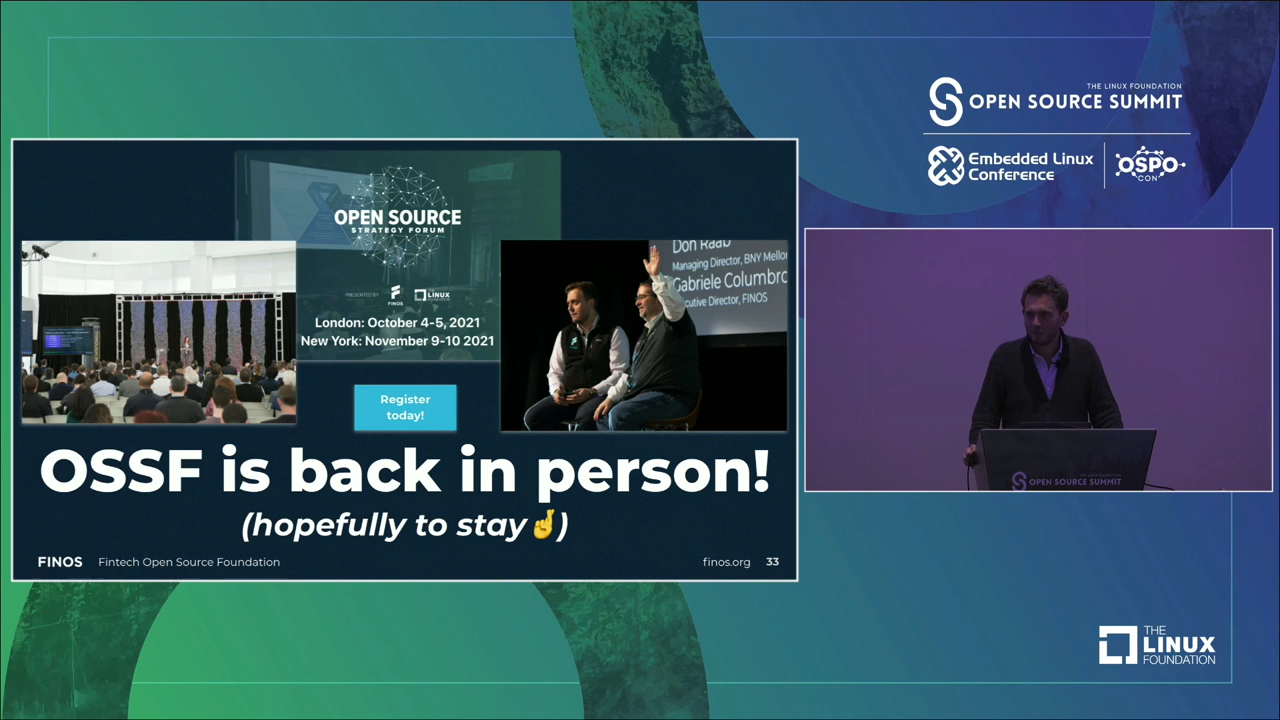 THE LINUX FOUNDATION
OPEN SOURCE SUMMIT
Embedded Linux
Conference
OSPO
CON
OPEN SOURCE
STRATEGY FORUM
PRESENTED BY
FINOS
LINUX
London: October 4-5, 2021
New York: November 9-10 2021
Don Raab
Managing Director, BNY Mellon
Gabriele Columbro
Executive Director, FINOS
Register
today!
OSSF is back in person!
(hopefully to stay🤞)
FINOS Fintech Open Source Foundation
finos.org 33
OPEN SOURCE SUMMIT
THE
LINUX
FOUNDATION